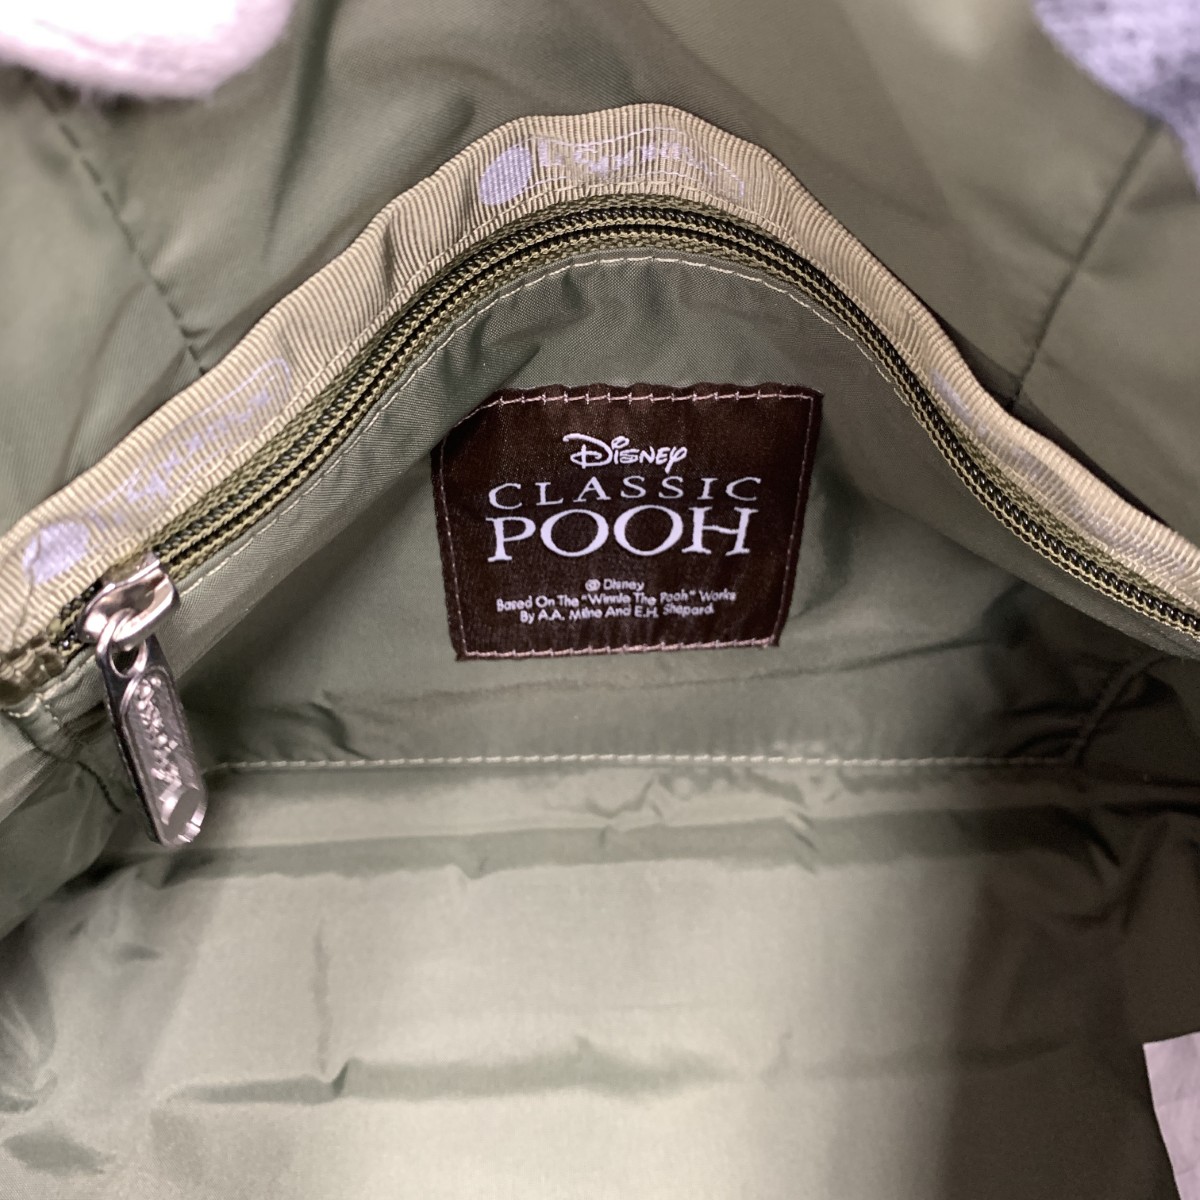 Disney
CLASSIC
POOH
© Disney
Based On The "Winnie The Pooh" Works
By A.A. Milne And E.H. Shepard.